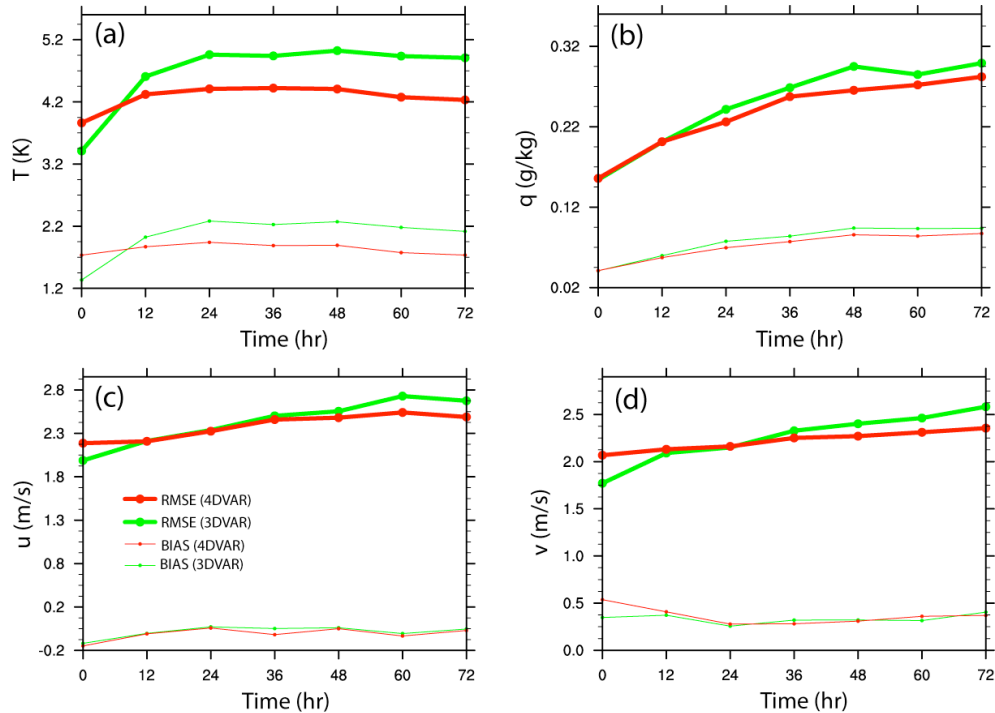 (a)
5.2
4.2
3.2
2.2
1.2
T (K)
0 12 24 36 48 60 72
Time (hr)
(b)
0.32
0.22
0.12
0.02
q (g/kg)
0 12 24 36 48 60 72
Time (hr)
(c)
2.8
2.3
1.8
1.3
0.8
0.2
-0.2
u (m/s)
RMSE (4DVAR)
RMSE (3DVAR)
BIAS (4DVAR)
BIAS (3DVAR)
0 12 24 36 48 60 72
Time (hr)
(d)
2.5
2.0
1.5
1.0
0.5
0.0
v (m/s)
0 12 24 36 48 60 72
Time (hr)